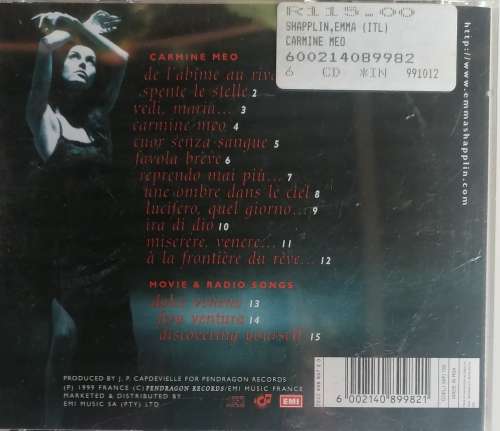 R115.00
SHAPPLIN,EMMA (ITL)
CARMINE MEO
600214089982
6 CD *IN 991012
http://www.emmashapplin.com
CARMINE MEO
de l'abîme au
spente le stelle 2
vedi, maria... 3
carmine meo 4
cuor senza sangue 5
favola breve 6
reprendo mai più... 7
une ombre dans le ciel 8
lucifero, quel giorno... 9
ira di dio 10
miserere, venere... 11
à la frontière du rêve... 12
MOVIE & RADIO SONGS
dolce veneno 13
13
ventura 14
discovering yourself 15
PRODUCED BY J. P. CAPDEVIELLE FOR PENDRAGON RECORDS
(P) 1999 FRANCE (C) PENDRAGON RECORDS/EMI MUSIC FRANCE
MARKETED & DISTRIBUTED BY
EMI MUSIC SA (PTY) LTD
EMI
6 002140 899821